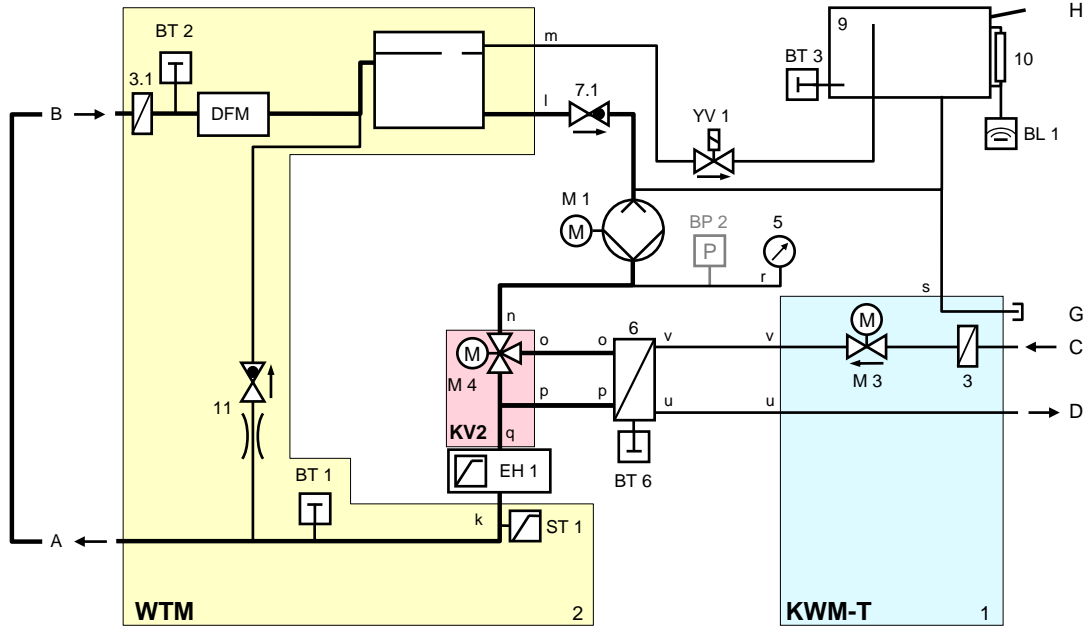 H
9
BT 2
m
10
BT 3
3.1
l
7.1
B
DFM
YV 1
BL 1
M 1
M
BP 2
P
5
r
s
n
G
M
6
o
o
v
v
M
C
M 4
M 3
3
11
p
p
u
u
D
KV2
q
EH 1
BT 1
BT 6
k
ST 1
A
WTM
2
KWM-T
1